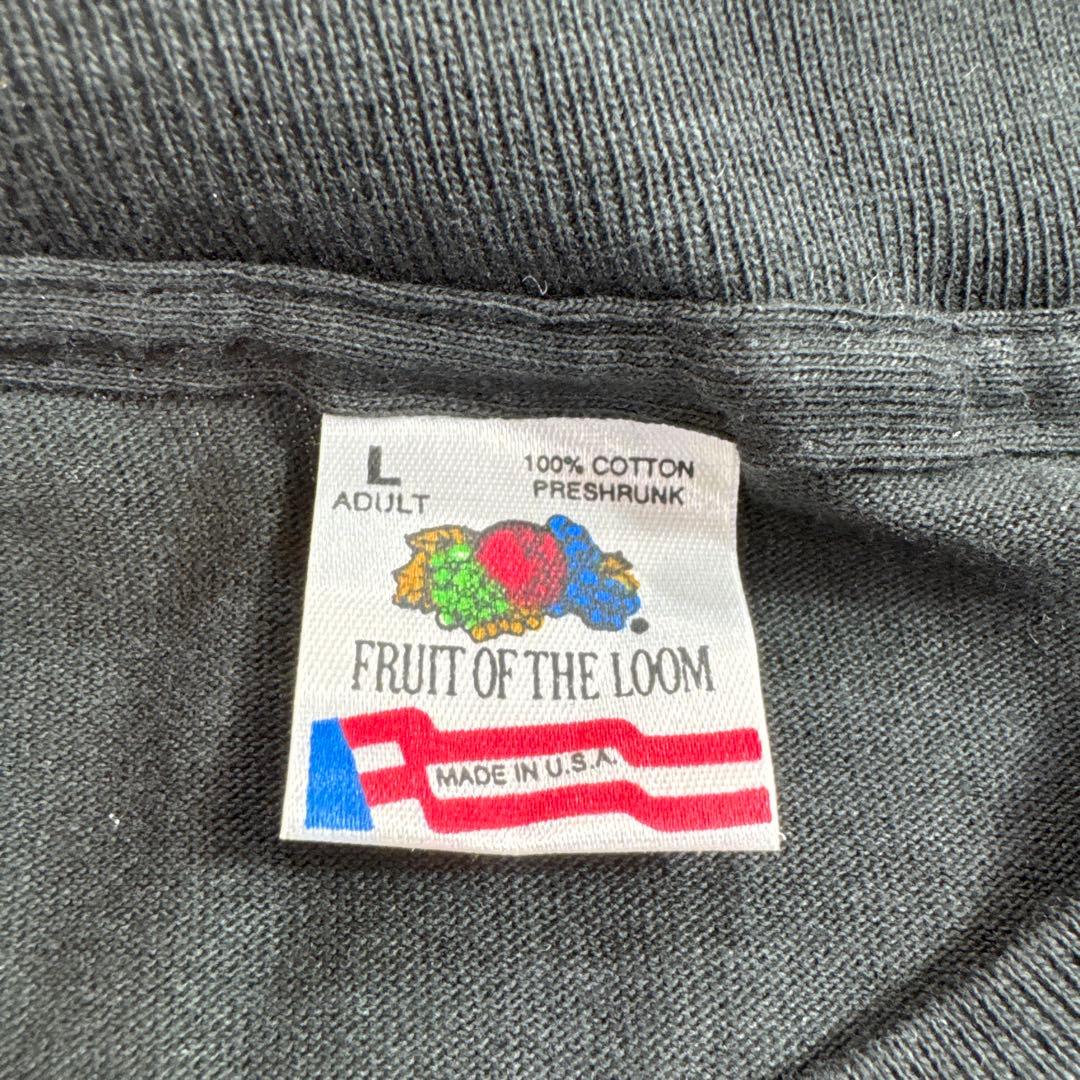 L
ADULT
100% COTTON
PRESHRUNK
FRUIT OF THE LOOM
MADE IN U.S.A.